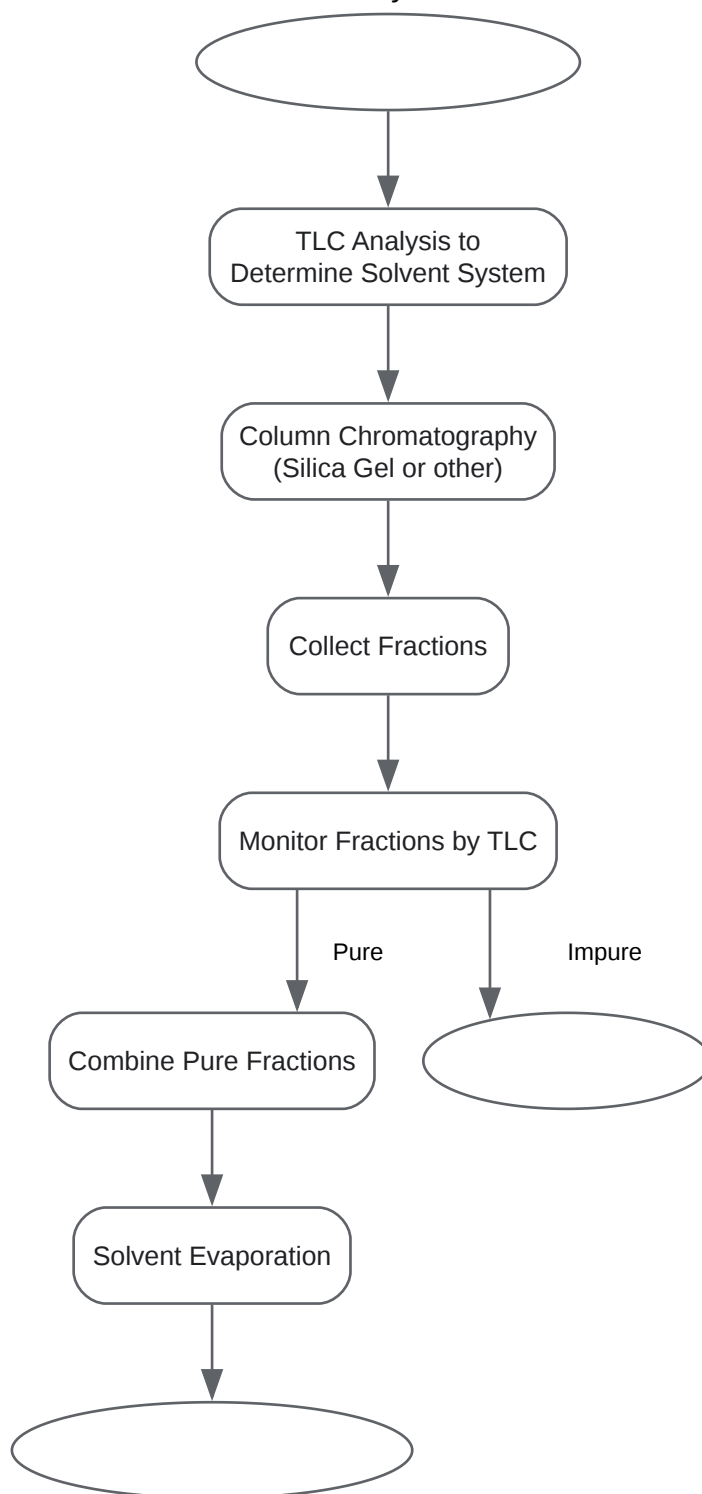 TLC Analysis to
Determine Solvent System
Column Chromatography
(Silica Gel or other)
Collect Fractions
Monitor Fractions by TLC
Pure
Impure
Combine Pure Fractions
Solvent Evaporation